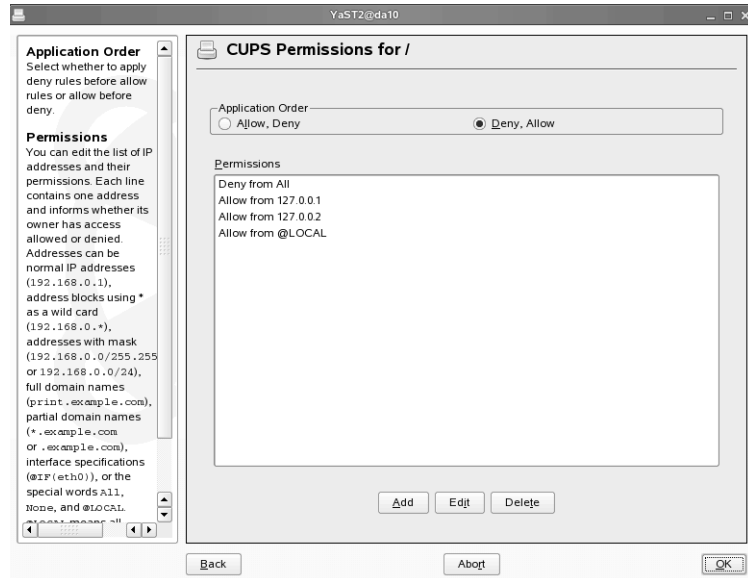 YaST2@da10
Application Order
Select whether to apply
deny rules before allow
rules or allow before
deny.
Permissions
You can edit the list of IP
addresses and their
permissions. Each line
contains one address
and informs whether its
owner has access
allowed or denied.
Addresses can be
normal IP addresses
(192.168.0.1),
address blocks using *
as a wild card
(192.168.0.*),
addresses with mask
(192.168.0.0/255.255
or 192.168.0.0/24),
full domain names
(print.example.com),
partial domain names
(*.example.com
or .example.com),
interface specifications
(@IF(eth0)), or the
special words All,
None, and @LOCAL.
@LOCAL means all
CUPS Permissions for /
Application Order
Allow, Deny
Deny, Allow
Permissions
Deny from All
Allow from 127.0.0.1
Allow from 127.0.0.2
Allow from @LOCAL
Add
Edit
Delete
Back
Abort
OK